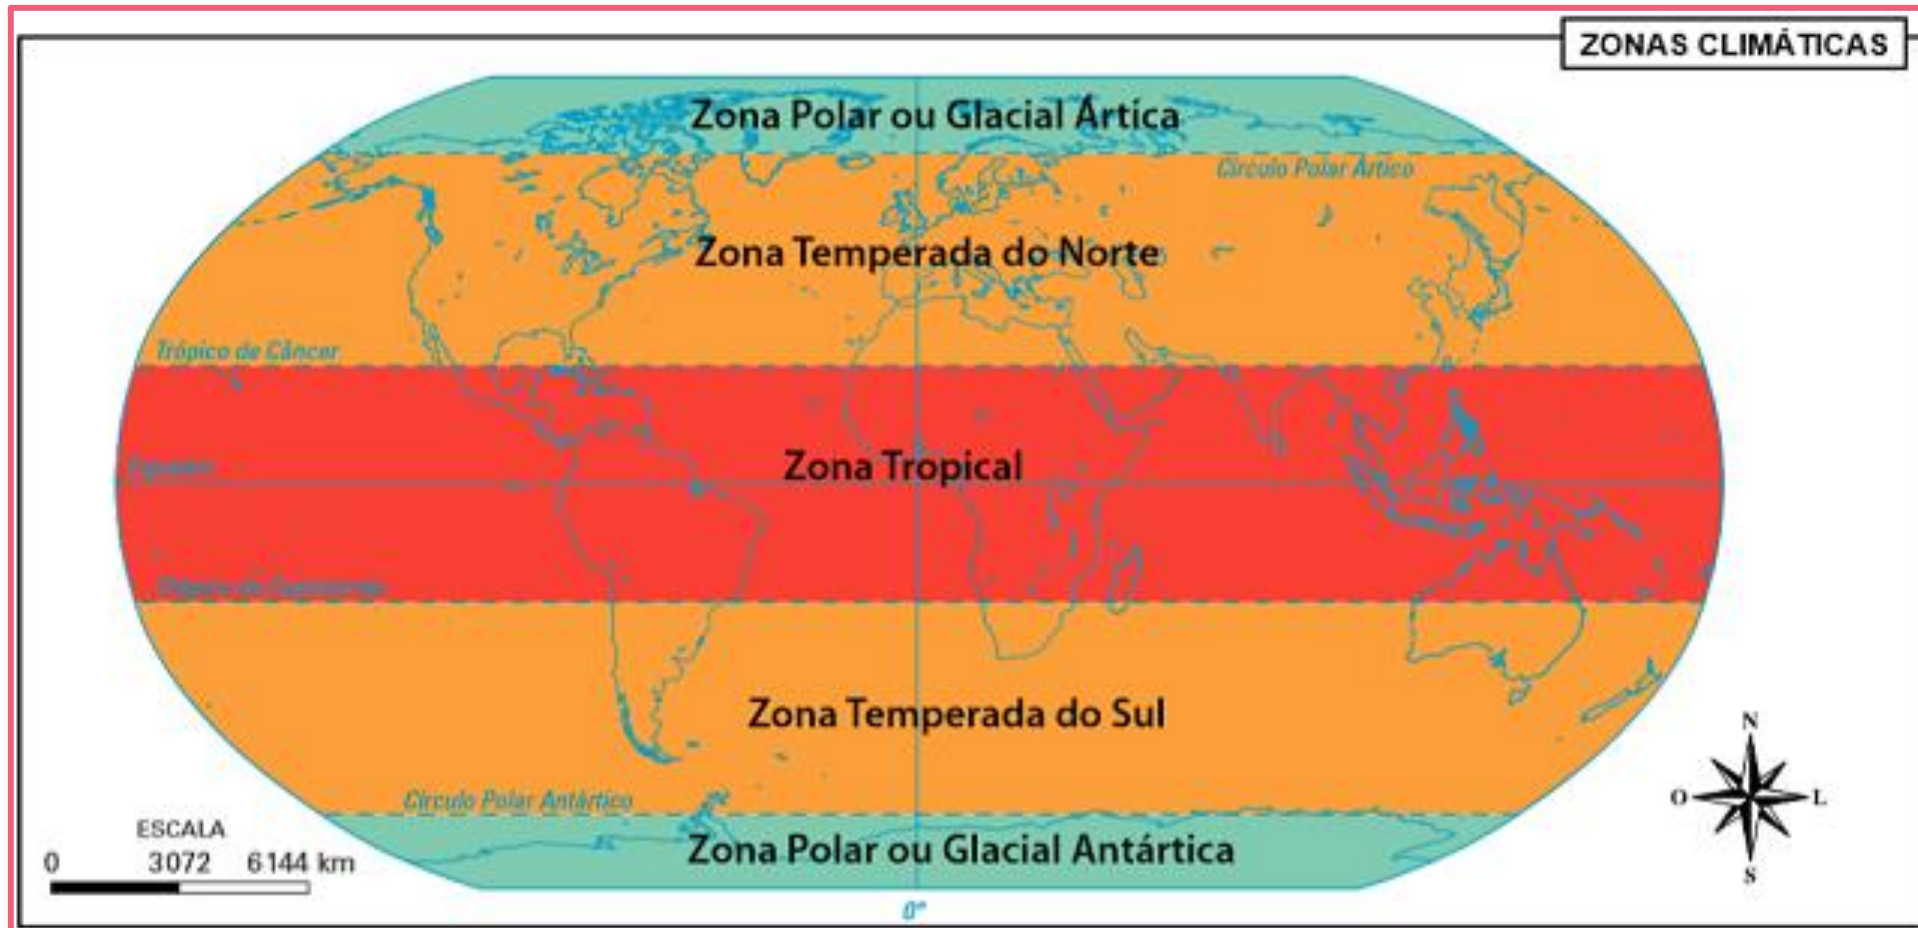 ZONAS CLIMÁTICAS
Zona Polar ou Glacial Ártica
Círculo Polar Ártico
Zona Temperada do Norte
Trópico de Câncer
Zona Tropical
Equador
Zona Temperada do Sul
Círculo Polar Antártico
Zona Polar ou Glacial Antártica
ESCALA
0 3072 6144 km
0°
N
O L
S